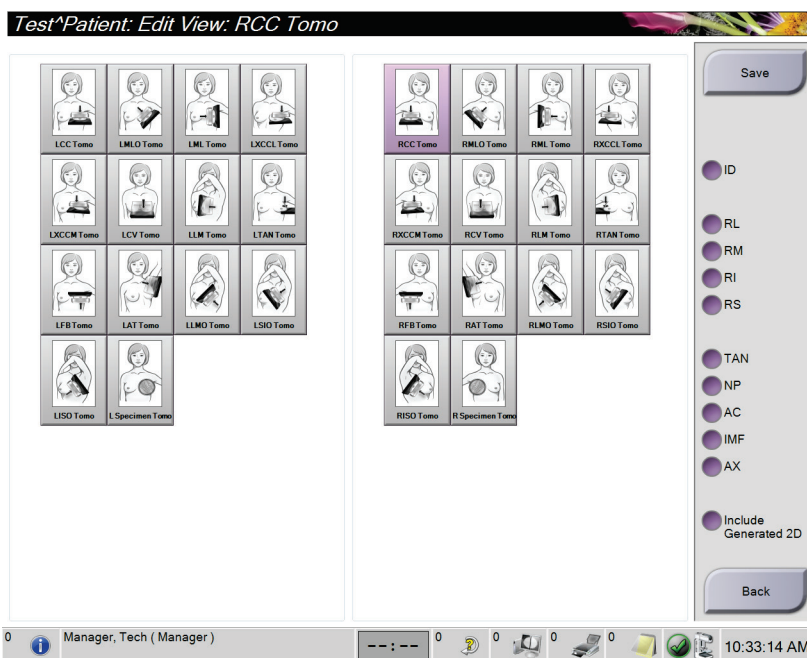 Test^Patient: Edit View: RCC Tomo
LCC Tomo
LMLO Tomo
LML Tomo
LXCCL Tomo
LXCCM Tomo
LCV Tomo
LLM Tomo
LTAN Tomo
LFB Tomo
LAT Tomo
LLMO Tomo
LSIO Tomo
LISO Tomo
L Specimen Tomo
RCC Tomo
RMLO Tomo
RML Tomo
RXCCL Tomo
RXCCM Tomo
RCV Tomo
RLM Tomo
RTAN Tomo
RFB Tomo
RAT Tomo
RLMO Tomo
RSIO Tomo
RISO Tomo
R Specimen Tomo
Save
ID
RL
RM
RI
RS
TAN
NP
AC
IMF
AX
Include
Generated 2D
Back
0
Manager, Tech ( Manager )
--:--
0
0
0
0
10:33:14 AM